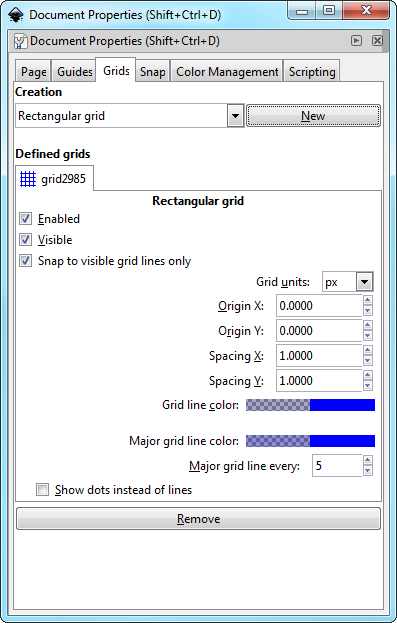 Document Properties (Shift+Ctrl+D)
Document Properties (Shift+Ctrl+D)
Page Guides Grids Snap Color Management Scripting
Creation
Rectangular grid New
Defined grids
grid2985
Rectangular grid
Enabled
Visible
Snap to visible grid lines only
Grid units: px
Origin X: 0.0000
Origin Y: 0.0000
Spacing X: 1.0000
Spacing Y: 1.0000
Grid line color:
Major grid line color:
Major grid line every: 5
Show dots instead of lines
Remove